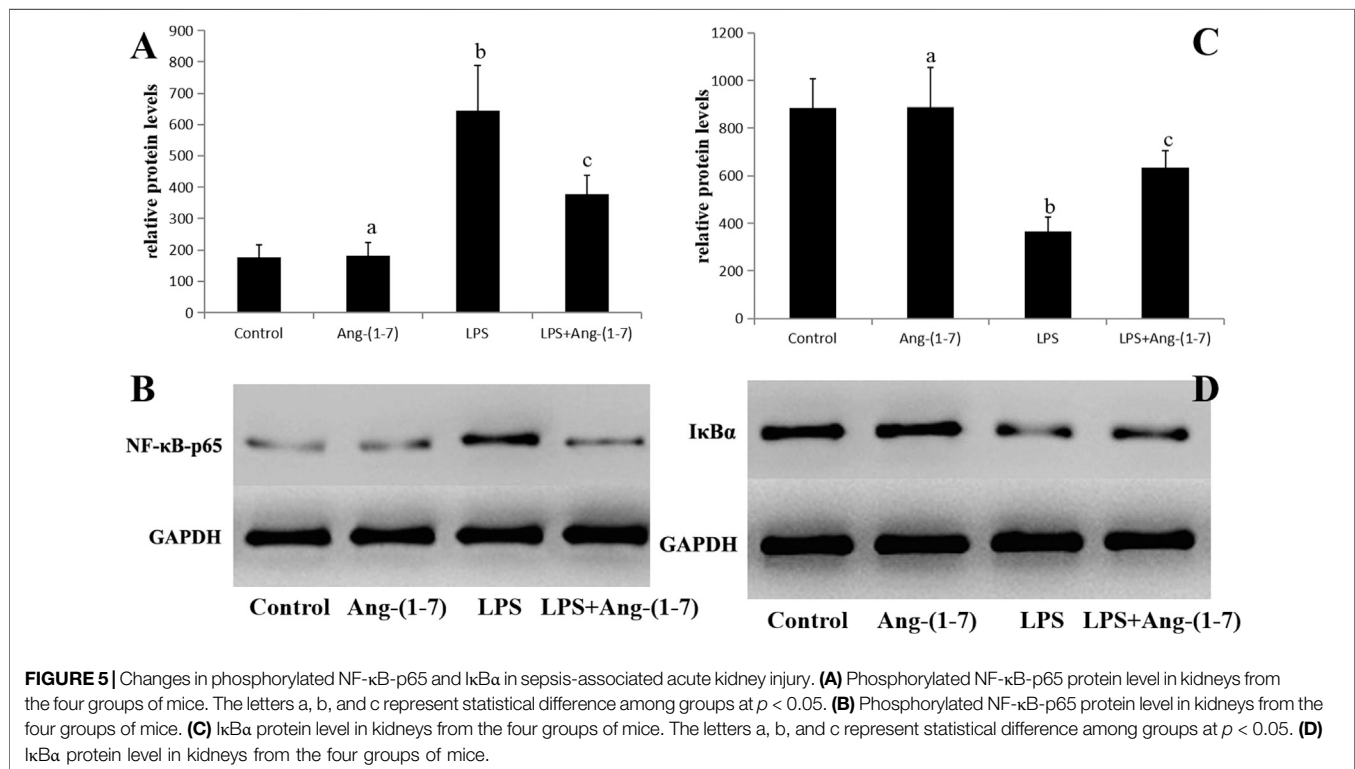 A
relative protein levels
900
800
700
600
500
400
300
200
100
0
a
b
c
Control Ang-(1-7) LPS LPS+Ang-(1-7)
C
relative protein levels
1200
1000
800
600
400
200
0
a
b
c
Control Ang-(1-7) LPS LPS+Ang-(1-7)
B
NF-κB-p65
GAPDH
Control Ang-(1-7) LPS LPS+Ang-(1-7)
D
IκBα
GAPDH
Control Ang-(1-7) LPS LPS+Ang-(1-7)
FIGURE 5 | Changes in phosphorylated NF-κB-p65 and IκBα in sepsis-associated acute kidney injury. (A) Phosphorylated NF-κB-p65 protein level in kidneys from
the four groups of mice. The letters a, b, and c represent statistical difference among groups at p < 0.05. (B) Phosphorylated NF-κB-p65 protein level in kidneys from the
four groups of mice. (C) IκBα protein level in kidneys from the four groups of mice. The letters a, b, and c represent statistical difference among groups at p < 0.05. (D)
IκBα protein level in kidneys from the four groups of mice.